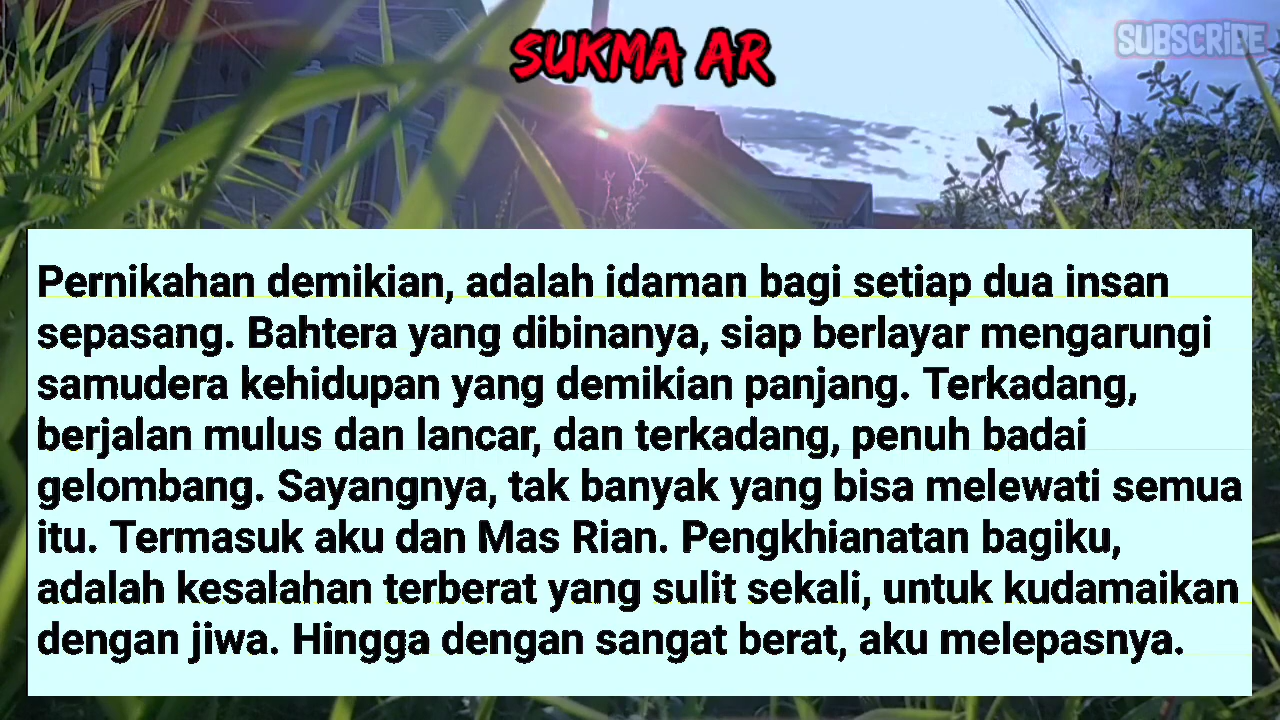 SUKMA AR
SUBSCRIBE
Pernikahan demikian, adalah idaman bagi setiap dua insan
sepasang. Bahtera yang dibinanya, siap berlayar mengarungi
samudera kehidupan yang demikian panjang. Terkadang,
berjalan mulus dan lancar, dan terkadang, penuh badai
gelombang. Sayangnya, tak banyak yang bisa melewati semua
itu. Termasuk aku dan Mas Rian. Pengkhianatan bagiku,
adalah kesalahan terberat yang sulit sekali, untuk kudamaikan
dengan jiwa. Hingga dengan sangat berat, aku melepasnya.